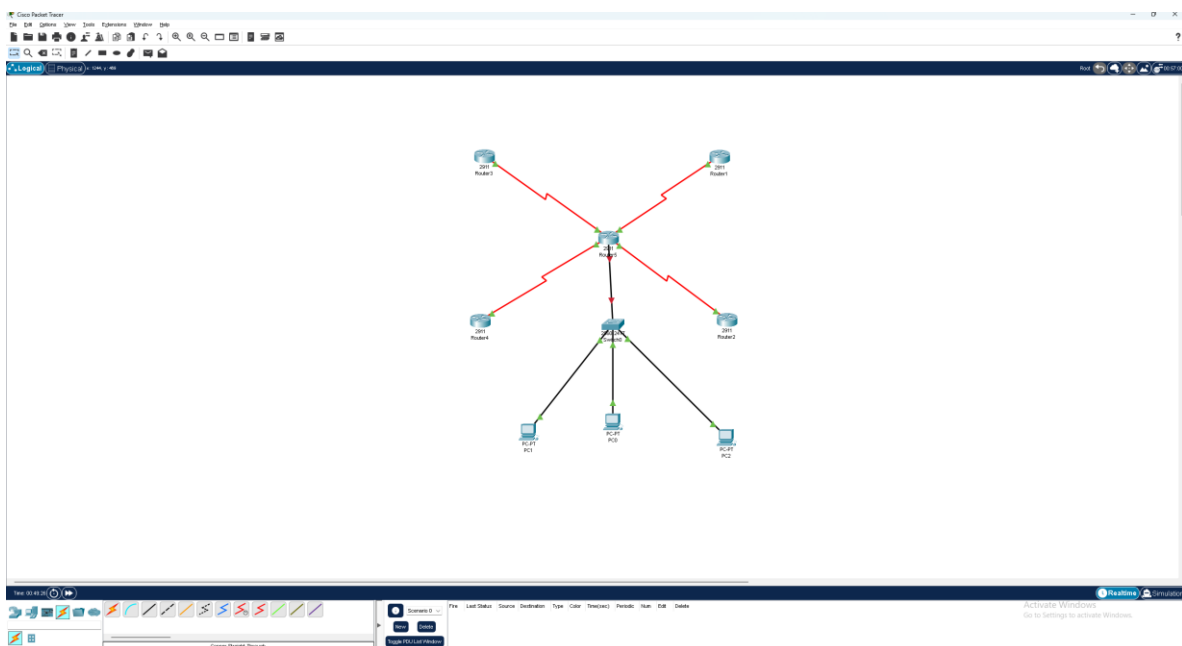 Cisco Packet Tracer
File Edit Options View Tools Extensions Window Help
?
Logical Physical
Root
2911
Router3
2911
Router1
2911
2911
Router4
2911
Router2
PC-PT
PC1
PC-PT
PC0
PC-PT
PC2
Realtime Simulation
Scenario 0
New Delete
Toggle PDU List Window
Fire Last Status Source Destination Type Color Time(sec) Periodic Num Edit Delete
Activate Windows
Go to Settings to activate Windows.